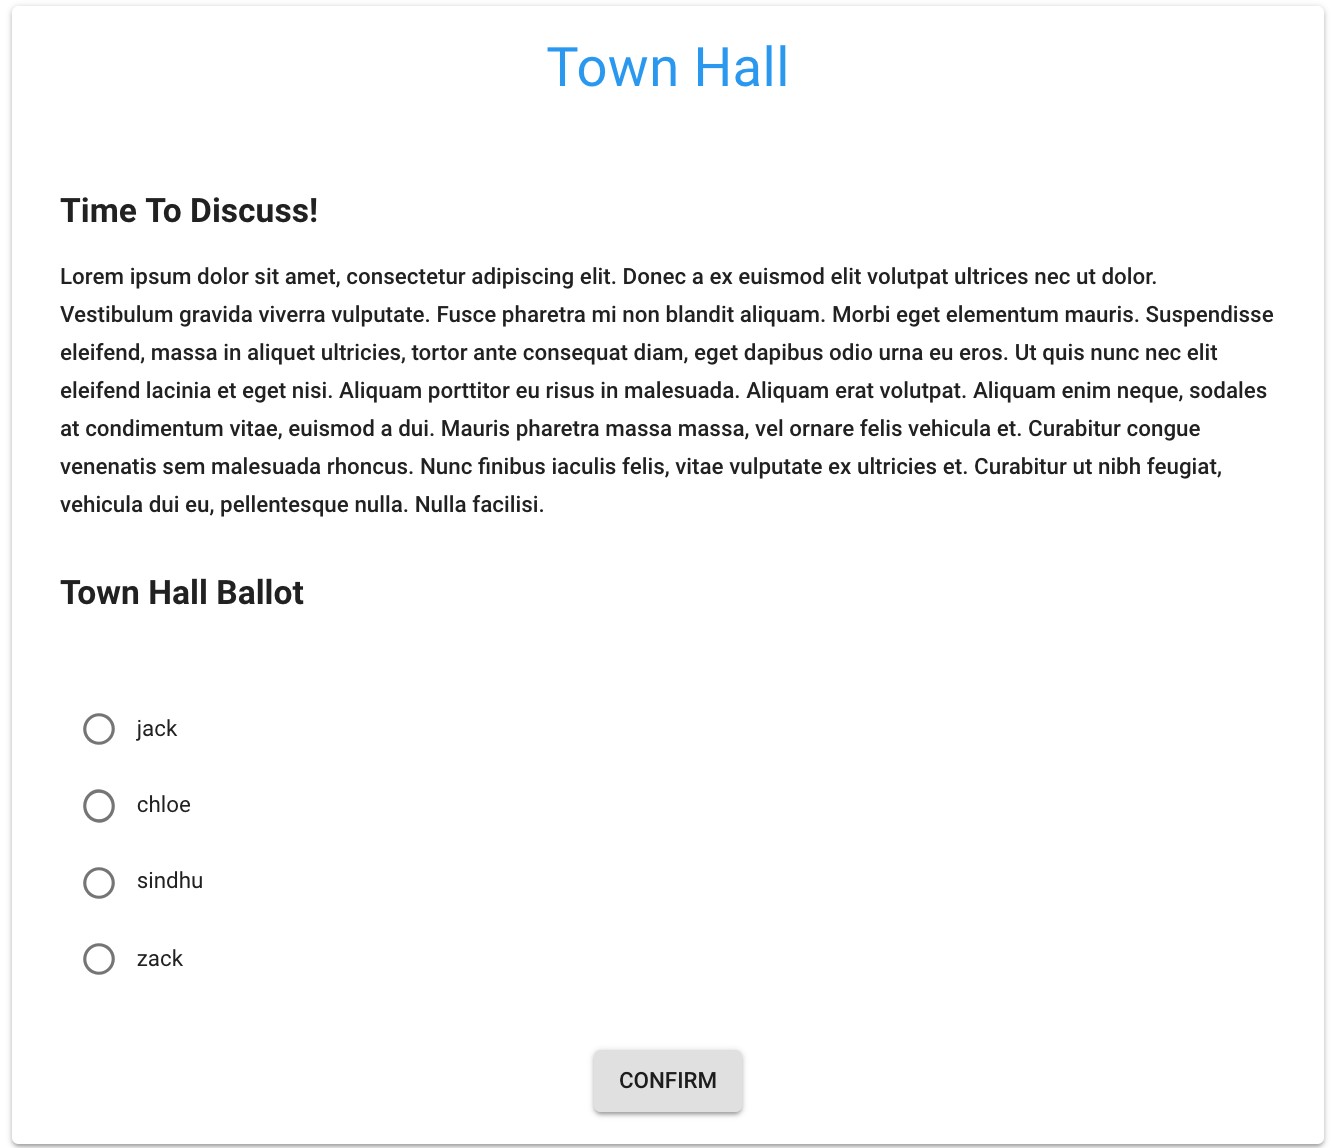 Town Hall
Time To Discuss!
Lorem ipsum dolor sit amet, consectetur adipiscing elit. Donec a ex euismod elit volutpat ultrices nec ut dolor.
Vestibulum gravida viverra vulputate. Fusce pharetra mi non blandit aliquam. Morbi eget elementum mauris. Suspendisse
eleifend, massa in aliquet ultricies, tortor ante consequat diam, eget dapibus odio urna eu eros. Ut quis nunc nec elit
eleifend lacinia et eget nisi. Aliquam porttitor eu risus in malesuada. Aliquam erat volutpat. Aliquam enim neque, sodales
at condimentum vitae, euismod a dui. Mauris pharetra massa massa, vel ornare felis vehicula et. Curabitur congue
venenatis sem malesuada rhoncus. Nunc finibus iaculis felis, vitae vulputate ex ultricies et. Curabitur ut nibh feugiat,
vehicula dui eu, pellentesque nulla. Nulla facilisi.
Town Hall Ballot
jack
chloe
sindhu
zack
CONFIRM